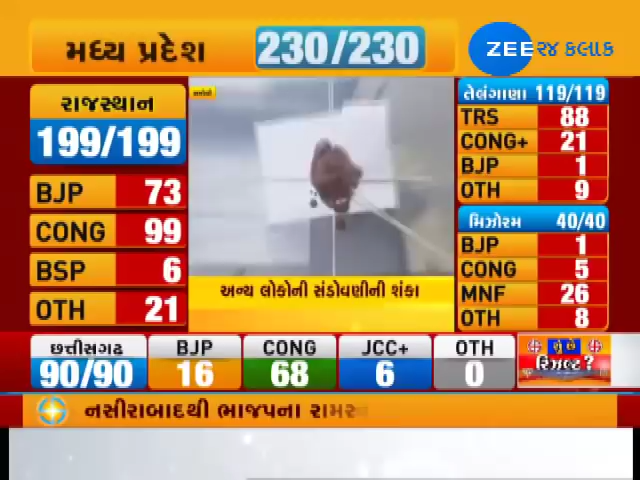 મધ્ય પ્રદેશ 230/230
ZEE ૨૪ કલાક
રાજસ્થાન
199/199
BJP 73
CONG 99
BSP 6
OTH 21
અન્ય લોકોની સંડોવણીની શંકા
તેલંગાણા 119/119
TRS 88
CONG+ 21
BJP 1
OTH 9
મિઝોરમ 40/40
BJP 1
CONG 5
MNF 26
OTH 8
છત્તીસગઢ BJP CONG JCC+ OTH
90/90 16 68 6 0
રિઝલ્ટ?
નસીરાબાદથી ભાજપના